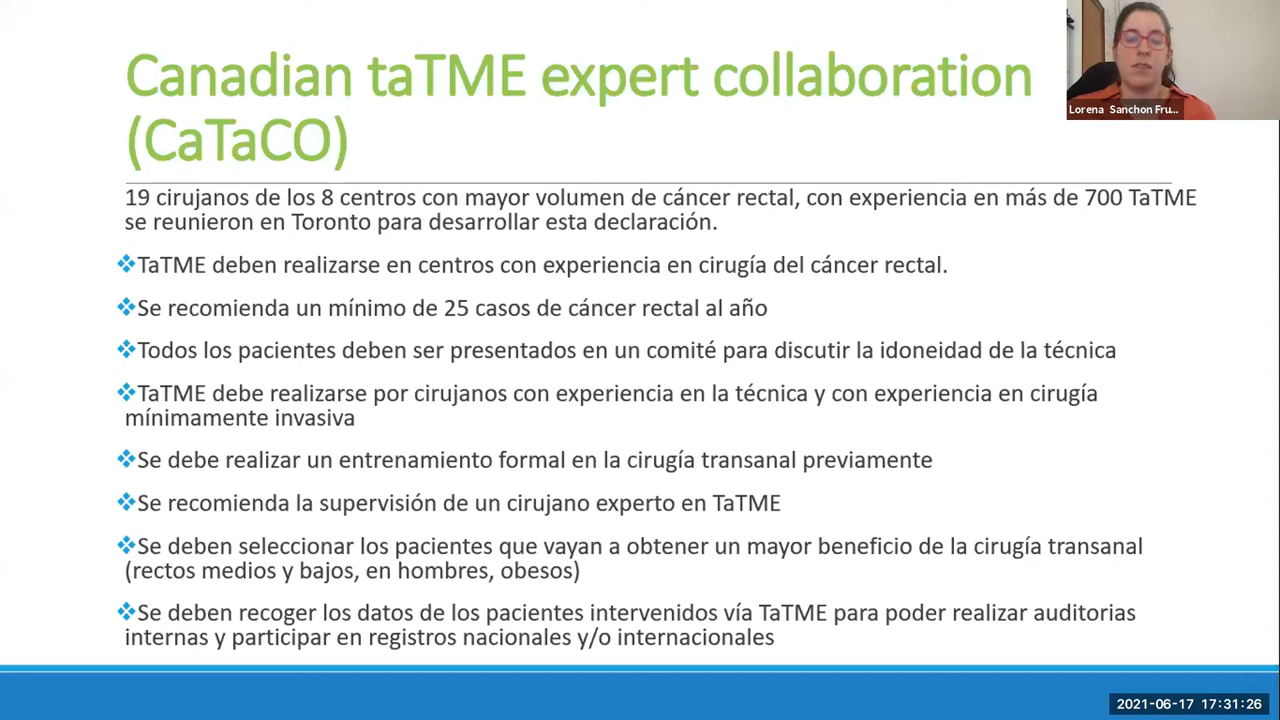 Canadian taTME expert collaboration
(CaTaCO)
Lorena Sanchon Fru...
19 cirujanos de los 8 centros con mayor volumen de cáncer rectal, con experiencia en más de 700 TaTME
se reunieron en Toronto para desarrollar esta declaración.
TaTME deben realizarse en centros con experiencia en cirugía del cáncer rectal.
Se recomienda un mínimo de 25 casos de cáncer rectal al año
Todos los pacientes deben ser presentados en un comité para discutir la idoneidad de la técnica
TaTME debe realizarse por cirujanos con experiencia en la técnica y con experiencia en cirugía
mínimamente invasiva
Se debe realizar un entrenamiento formal en la cirugía transanal previamente
Se recomienda la supervisión de un cirujano experto en TaTME
Se deben seleccionar los pacientes que vayan a obtener un mayor beneficio de la cirugía transanal
(rectos medios y bajos, en hombres, obesos)
Se deben recoger los datos de los pacientes intervenidos vía TaTME para poder realizar auditorias
internas y participar en registros nacionales y/o internacionales
2021-06-17 17:31:26